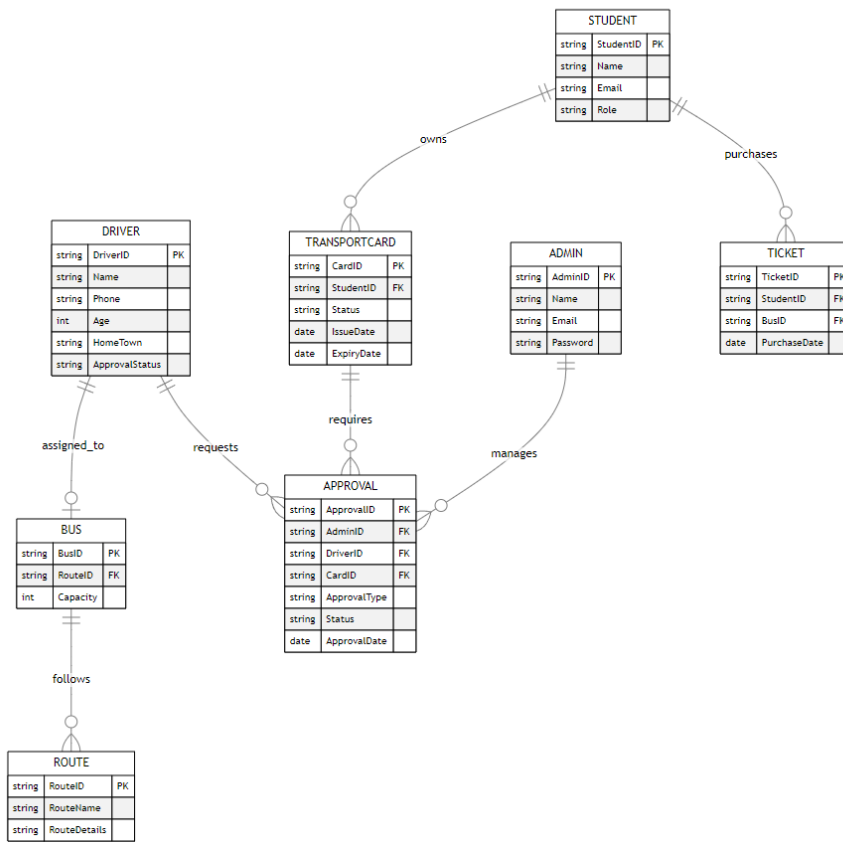 STUDENT
string StudentID PK
string Name
string Email
string Role
owns
purchases
DRIVER
string DriverID PK
string Name
string Phone
int Age
string HomeTown
string ApprovalStatus
TRANSPORTCARD
string CardID PK
string StudentID FK
string Status
date IssueDate
date ExpiryDate
ADMIN
string AdminID PK
string Name
string Email
string Password
TICKET
string TicketID PK
string StudentID FK
string BusID FK
date PurchaseDate
assigned_to
requests
requires
manages
APPROVAL
string ApprovalID PK
string AdminID FK
string DriverID FK
string CardID FK
string ApprovalType
string Status
date ApprovalDate
BUS
string BusID PK
string RouteID FK
int Capacity
follows
ROUTE
string RouteID PK
string RouteName
string RouteDetails